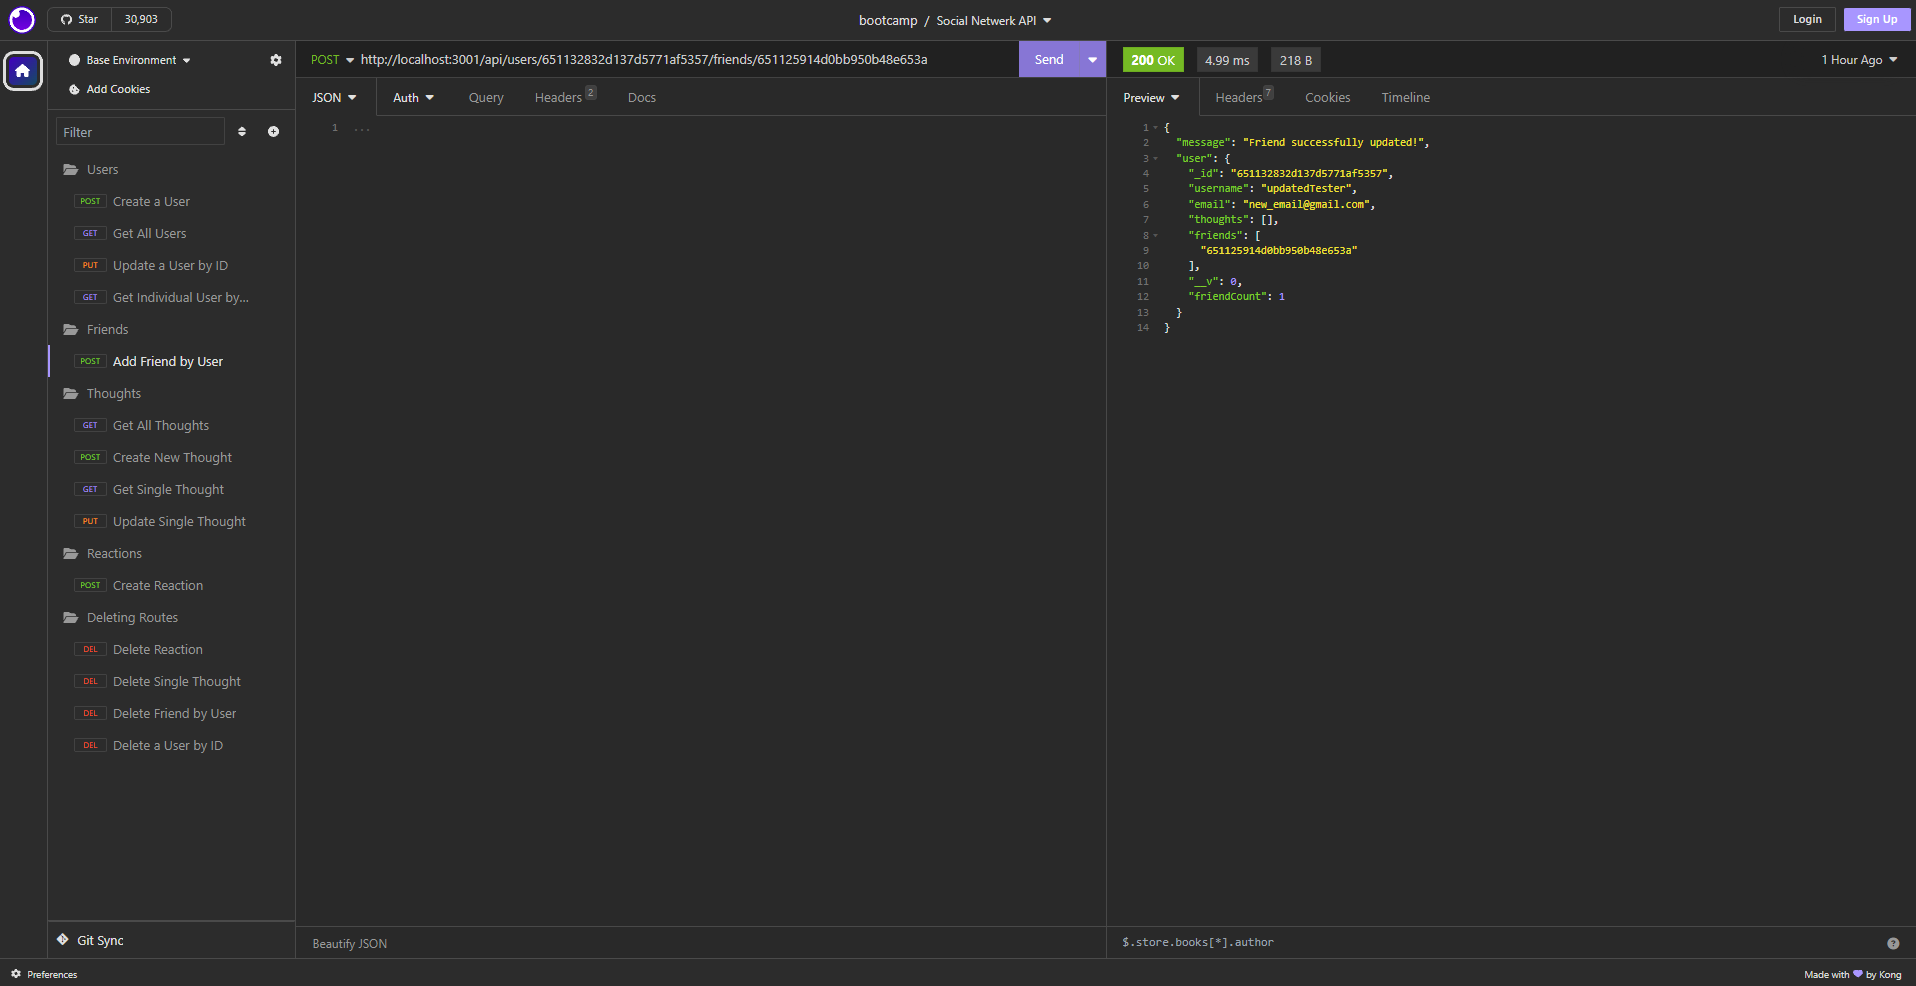 Star 30,903
bootcamp / Social Netwerk API
Login Sign Up
Base Environment
Add Cookies
Filter
Users
POST Create a User
GET Get All Users
PUT Update a User by ID
GET Get Individual User by...
Friends
POST Add Friend by User
Thoughts
GET Get All Thoughts
POST Create New Thought
GET Get Single Thought
PUT Update Single Thought
Reactions
POST Create Reaction
Deleting Routes
DEL Delete Reaction
DEL Delete Single Thought
DEL Delete Friend by User
DEL Delete a User by ID
Git Sync
Preferences
POST http://localhost:3001/api/users/651132832d137d5771af5357/friends/651125914d0bb950b48e653a Send
JSON Auth Query Headers 2 Docs
1 ...
Beautify JSON
200 OK 4.99 ms 218 B 1 Hour Ago
Preview Headers 7 Cookies Timeline
1 {
2 "message": "Friend successfully updated!",
3 "user": {
4 "_id": "651132832d137d5771af5357",
5 "username": "updatedTester",
6 "email": "new_email@gmail.com",
7 "thoughts": [],
8 "friends": [
9 "651125914d0bb950b48e653a"
10 ],
11 "__v": 0,
12 "friendCount": 1
13 }
14 }
$.store.books[*].author ?
Made with by Kong